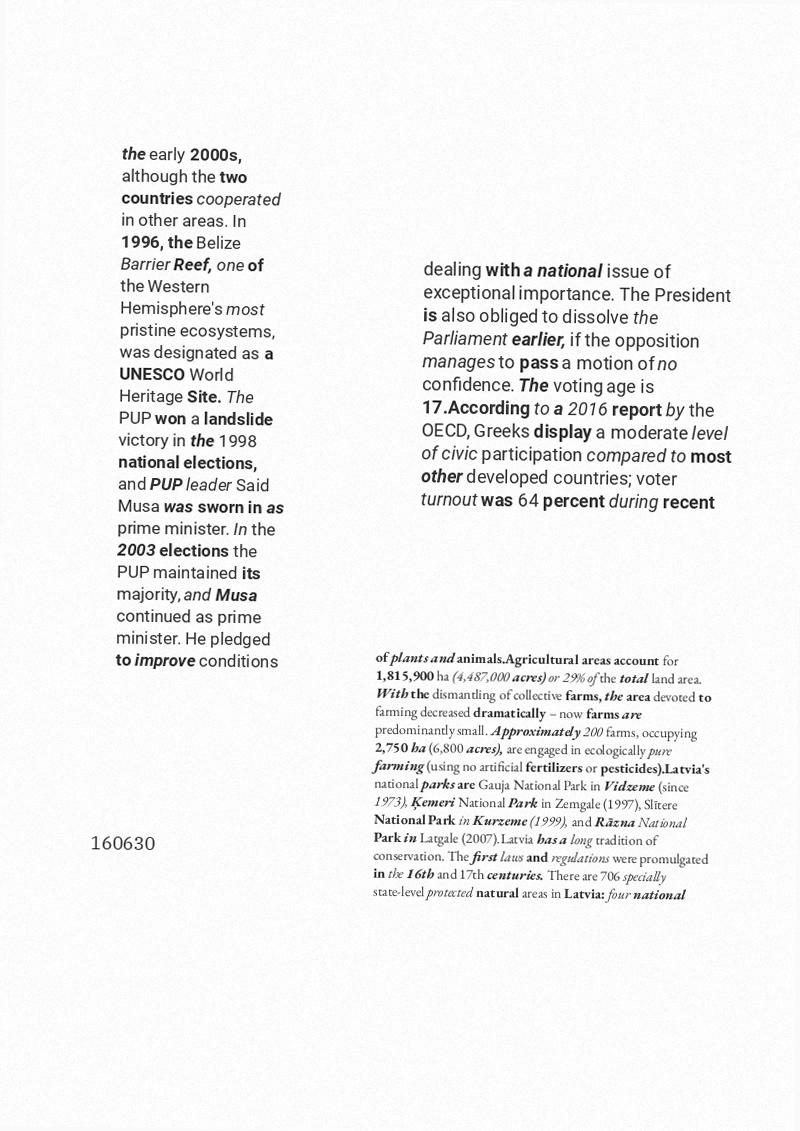 the early 2000s,
although the two
countries cooperated
in other areas. In
1996, the Belize
Barrier Reef, one of
the Western
Hemisphere's most
pristine ecosystems,
was designated as a
UNESCO World
Heritage Site. The
PUP won a landslide
victory in the 1998
national elections,
and PUP leader Said
Musa was sworn in as
prime minister. In the
2003 elections the
PUP maintained its
majority, and Musa
continued as prime
minister. He pledged
to improve conditions
dealing with a national issue of
exceptional importance. The President
is also obliged to dissolve the
Parliament earlier, if the opposition
manages to pass a motion of no
confidence. The voting age is
17.According to a 2016 report by the
OECD, Greeks display a moderate level
of civic participation compared to most
other developed countries; voter
turnout was 64 percent during recent
of plants and animals.Agricultural areas account for
1,815,900 ha (4,487,000 acres) or 29% of the total land area.
With the dismantling of collective farms, the area devoted to
farming decreased dramatically – now farms are
predominantly small. Approximately 200 farms, occupying
2,750 ha (6,800 acres), are engaged in ecologically pure
farming (using no artificial fertilizers or pesticides).Latvia's
national parks are Gauja National Park in Vidzeme (since
1973), Ķemeri National Park in Zemgale (1997), Slītere
National Park in Kurzeme (1999), and Rāzna National
Park in Latgale (2007).Latvia has a long tradition of
conservation. The first laws and regulations were promulgated
in the 16th and 17th centuries. There are 706 specially
state-level protected natural areas in Latvia: four national
160630